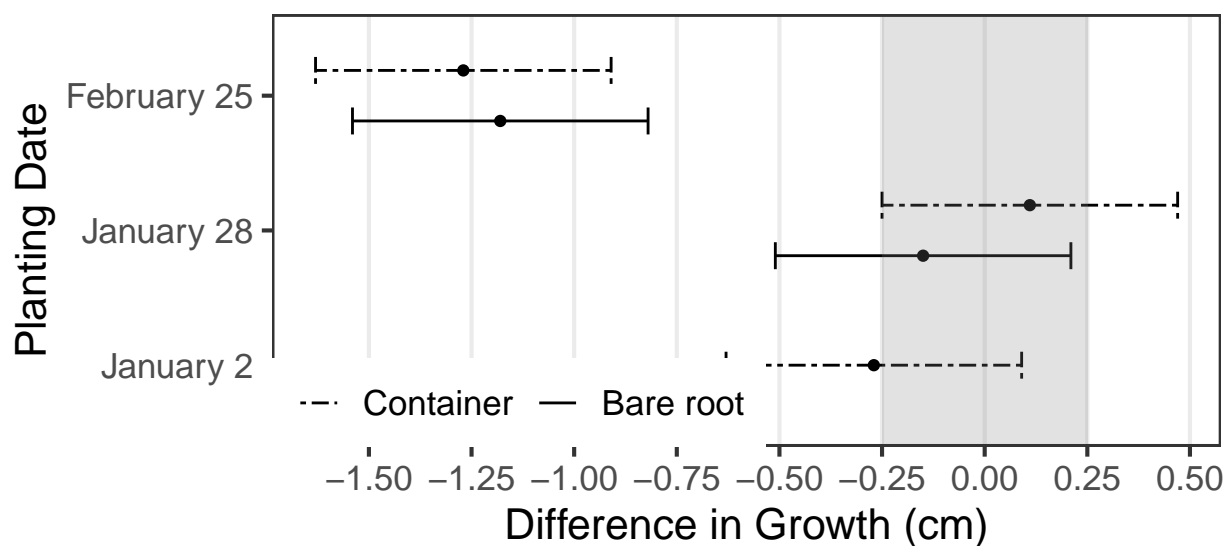 Planting Date
February 25
January 28
January 2
Container Bare root
−1.50 −1.25 −1.00 −0.75 −0.50 −0.25 0.00 0.25 0.50
Difference in Growth (cm)